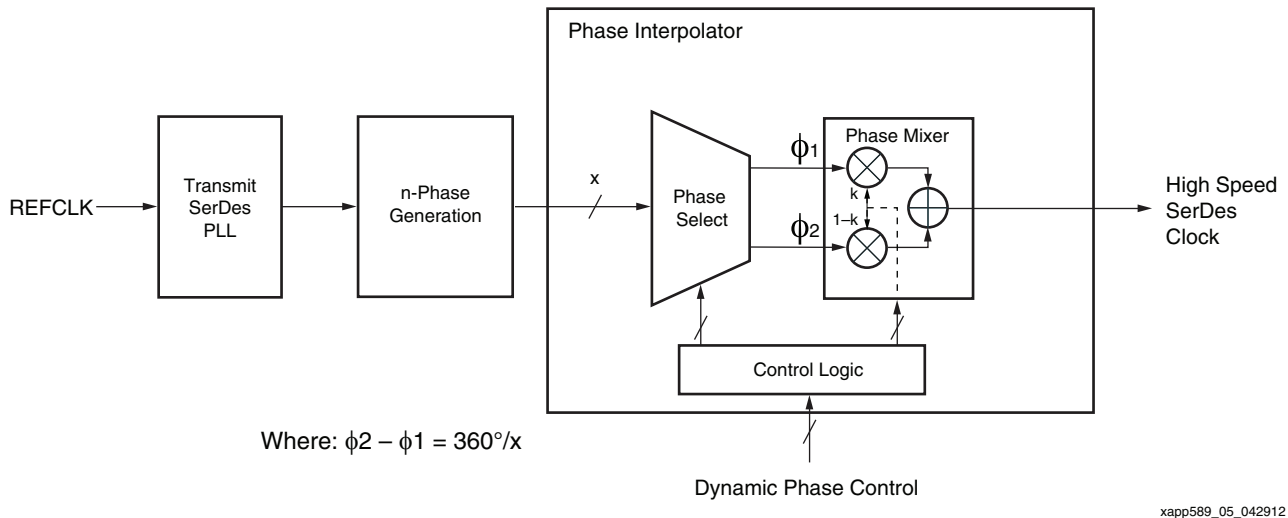 Phase Interpolator
REFCLK
Transmit
SerDes
PLL
n-Phase
Generation
x
Phase
Select
ϕ1
ϕ2
Phase Mixer
k
1–k
High Speed
SerDes
Clock
Control Logic
Where: ϕ2 – ϕ1 = 360°/x
Dynamic Phase Control
xapp589_05_042912